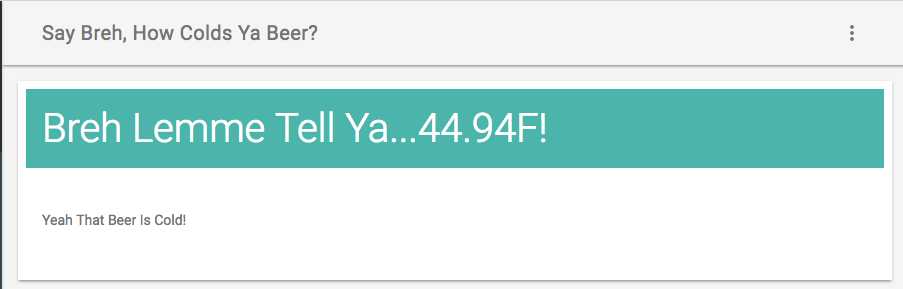 Say Breh, How Colds Ya Beer?
Breh Lemme Tell Ya...44.94F!
Yeah That Beer Is Cold!